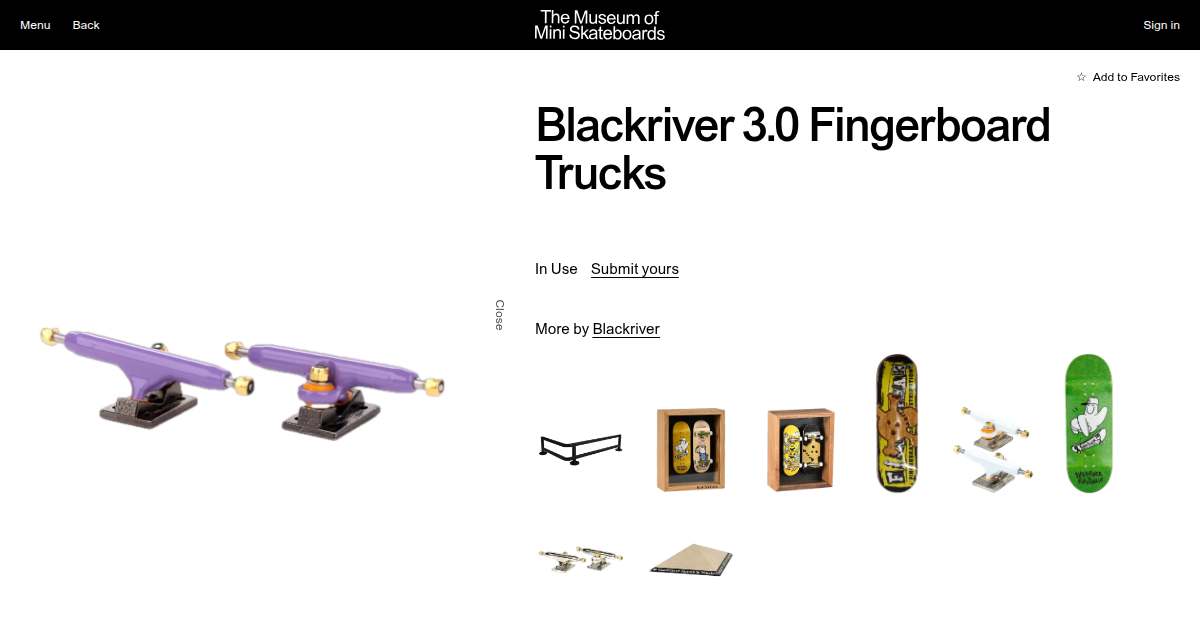 Menu
Back
The Museum of
Mini Skateboards
Sign in
☆ Add to Favorites
Blackriver 3.0 Fingerboard
Trucks
In Use Submit yours
Close
More by Blackriver